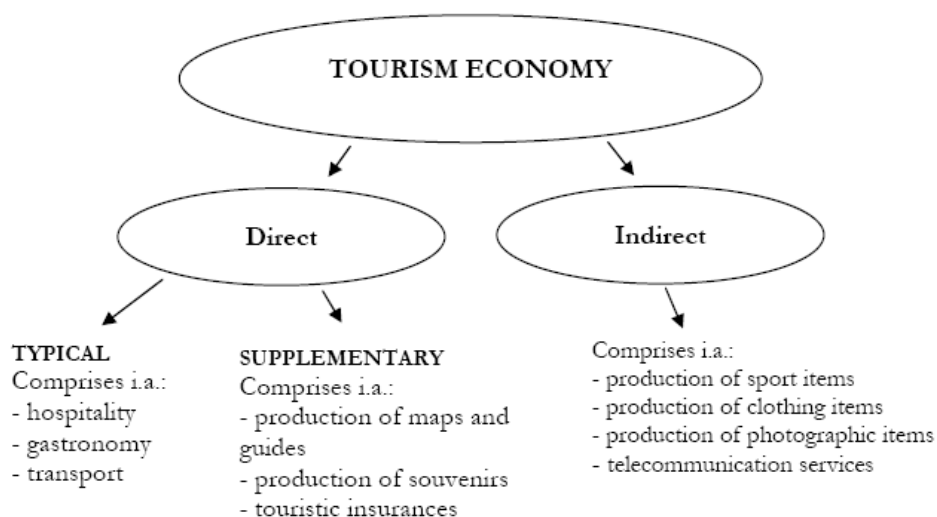 TOURISM ECONOMY
Direct
Indirect
TYPICAL
Comprises i.a.:
- hospitality
- gastronomy
- transport
SUPPLEMENTARY
Comprises i.a.:
- production of maps and
guides
- production of souvenirs
- touristic insurances
Comprises i.a.:
- production of sport items
- production of clothing items
- production of photographic items
- telecommunication services